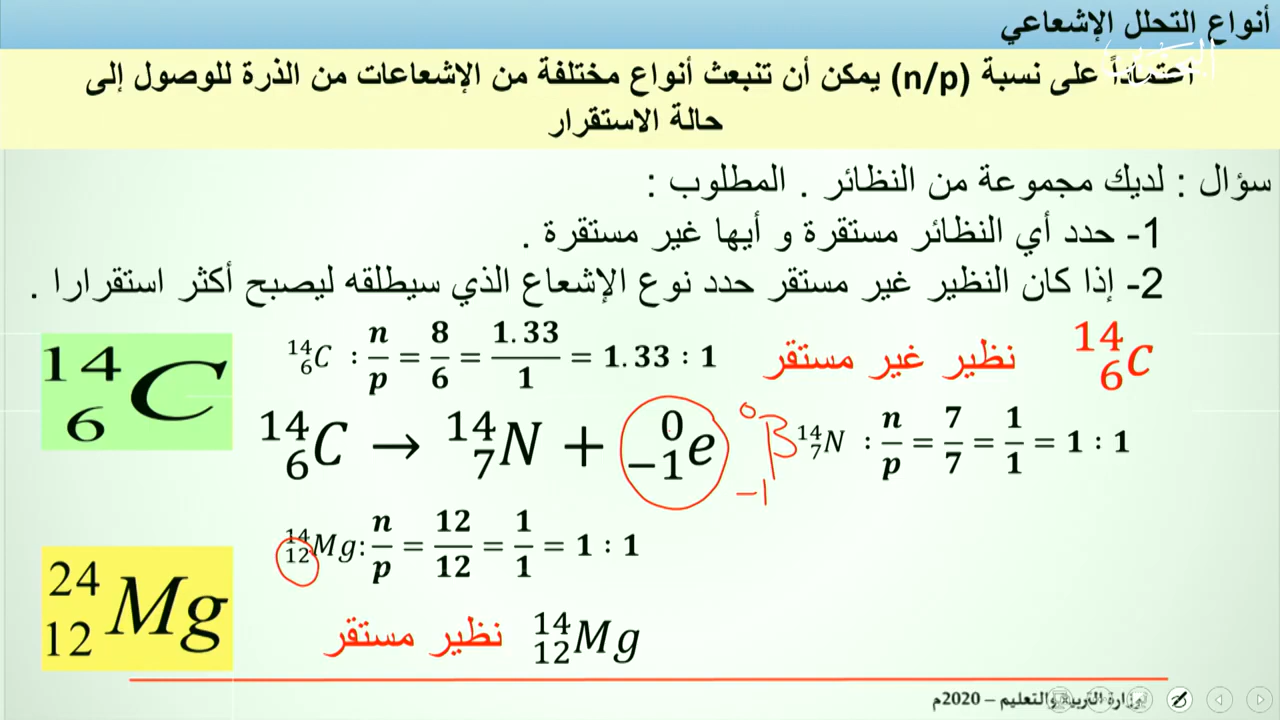 أنواع التحلل الإشعاعي
اعتماداً على نسبة (n/p) يمكن أن تنبعث أنواع مختلفة من الإشعاعات من الذرة للوصول إلى
حالة الاستقرار
سؤال : لديك مجموعة من النظائر . المطلوب :
1- حدد أي النظائر مستقرة و أيها غير مستقرة .
2- إذا كان النظير غير مستقر حدد نوع الإشعاع الذي سيطلقه ليصبح أكثر استقرارا .
¹⁴₆C نظير غير مستقر
¹⁴₆C : n/p = 8/6 = 1.33/1 = 1.33 : 1
¹⁴₆C
¹⁴₆C → ¹⁴₇N + ⁰₋₁e ⁰₋₁β
¹⁴₇N : n/p = 7/7 = 1/1 = 1 : 1
¹⁴₁₂Mg: n/p = 12/12 = 1/1 = 1 : 1
²⁴₁₂Mg
¹⁴₁₂Mg نظير مستقر
وزارة التربية والتعليم – 2020م